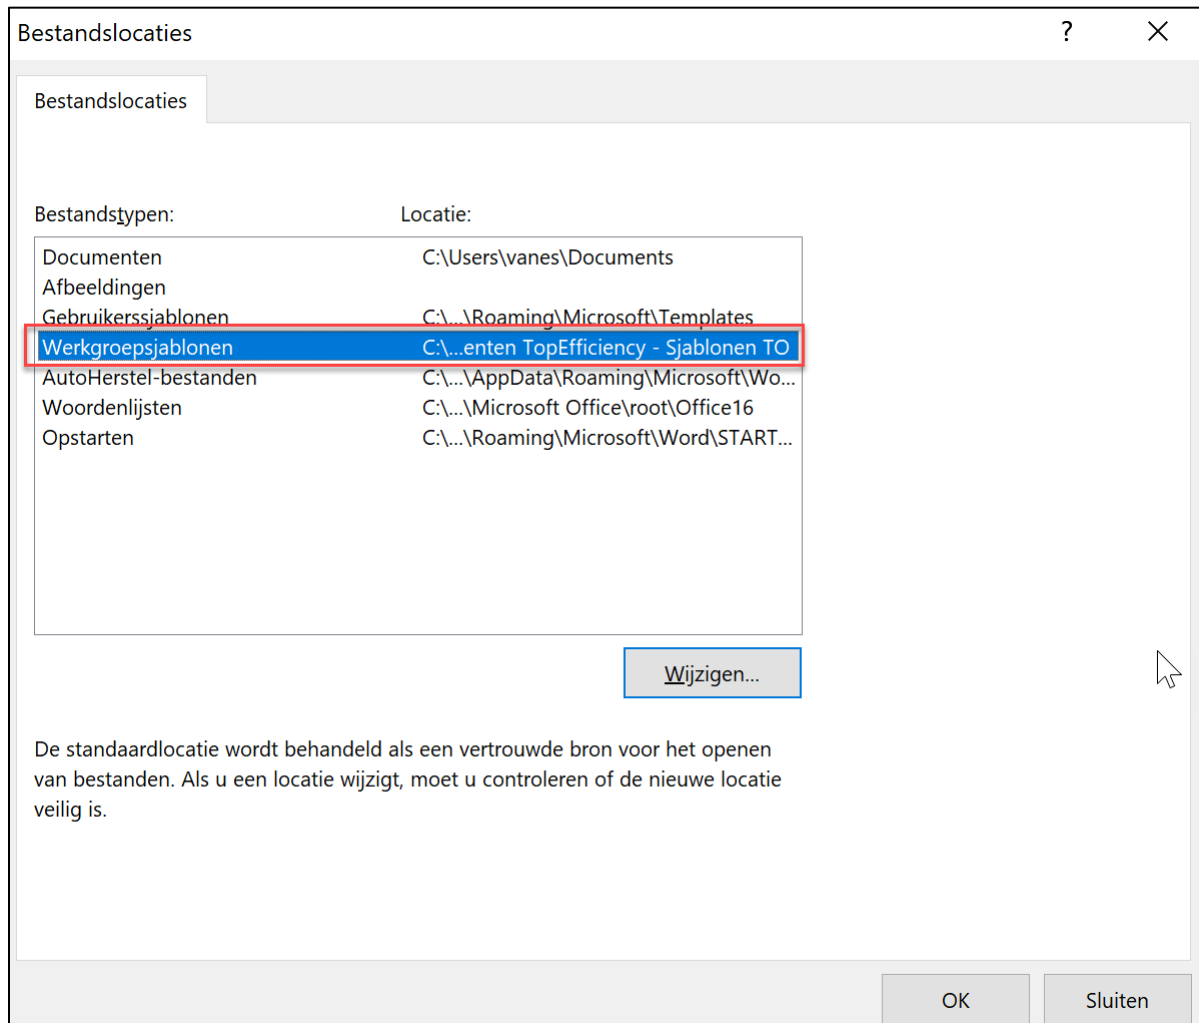 Bestandslocaties ?
Bestandslocaties
Bestandstypen: Locatie:
Documenten C:\Users\vanes\Documents
Afbeeldingen
Gebruikerssjablonen C:\...\Roaming\Microsoft\Templates
Werkgroepsjablonen C:\...enten TopEfficiency - Sjablonen TO
AutoHerstel-bestanden C:\...\AppData\Roaming\Microsoft\Wo...
Woordenlijsten C:\...\Microsoft Office\root\Office16
Opstarten C:\...\Roaming\Microsoft\Word\START...
Wijzigen...
De standaardlocatie wordt behandeld als een vertrouwde bron voor het openen
van bestanden. Als u een locatie wijzigt, moet u controleren of de nieuwe locatie
veilig is.
OK Sluiten